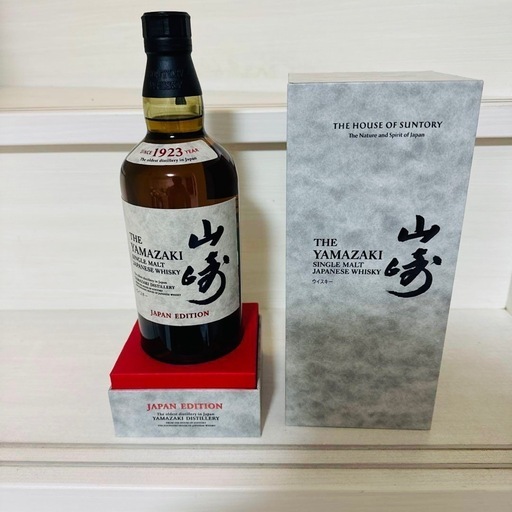 SINCE 1923 YEAR
The oldest distillery in Japan
山崎
THE
YAMAZAKI
SINGLE MALT
JAPANESE WHISKY
YAMAZAKI DISTILLERY
JAPAN EDITION
JAPAN EDITION
The oldest distillery in Japan
YAMAZAKI DISTILLERY
THE HOUSE OF SUNTORY
The Nature and Spirit of Japan
山崎
THE
YAMAZAKI
SINGLE MALT
JAPANESE WHISKY
ウイスキー